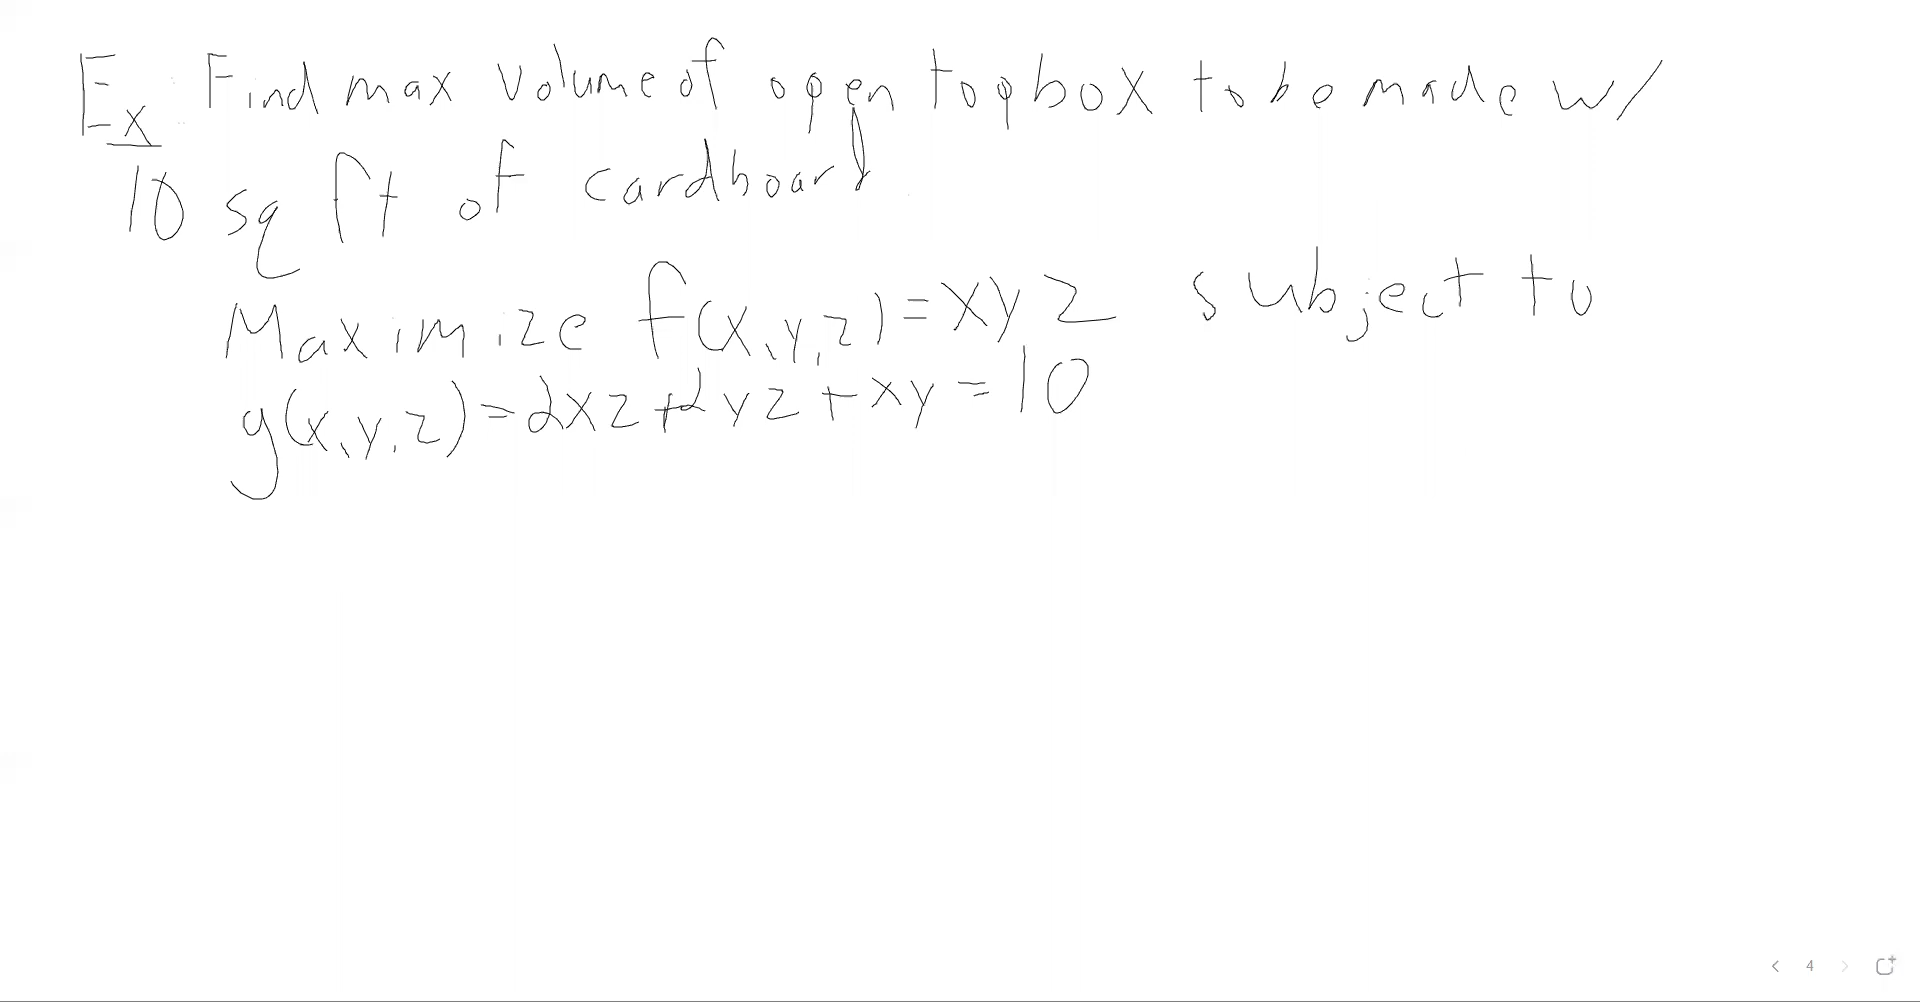 Ex: Find max volume of open top box to be made w/
10 sq ft of cardboard.
Maximize f(x,y,z)=xyz subject to
g(x,y,z)=2xz+2yz+xy=10
4